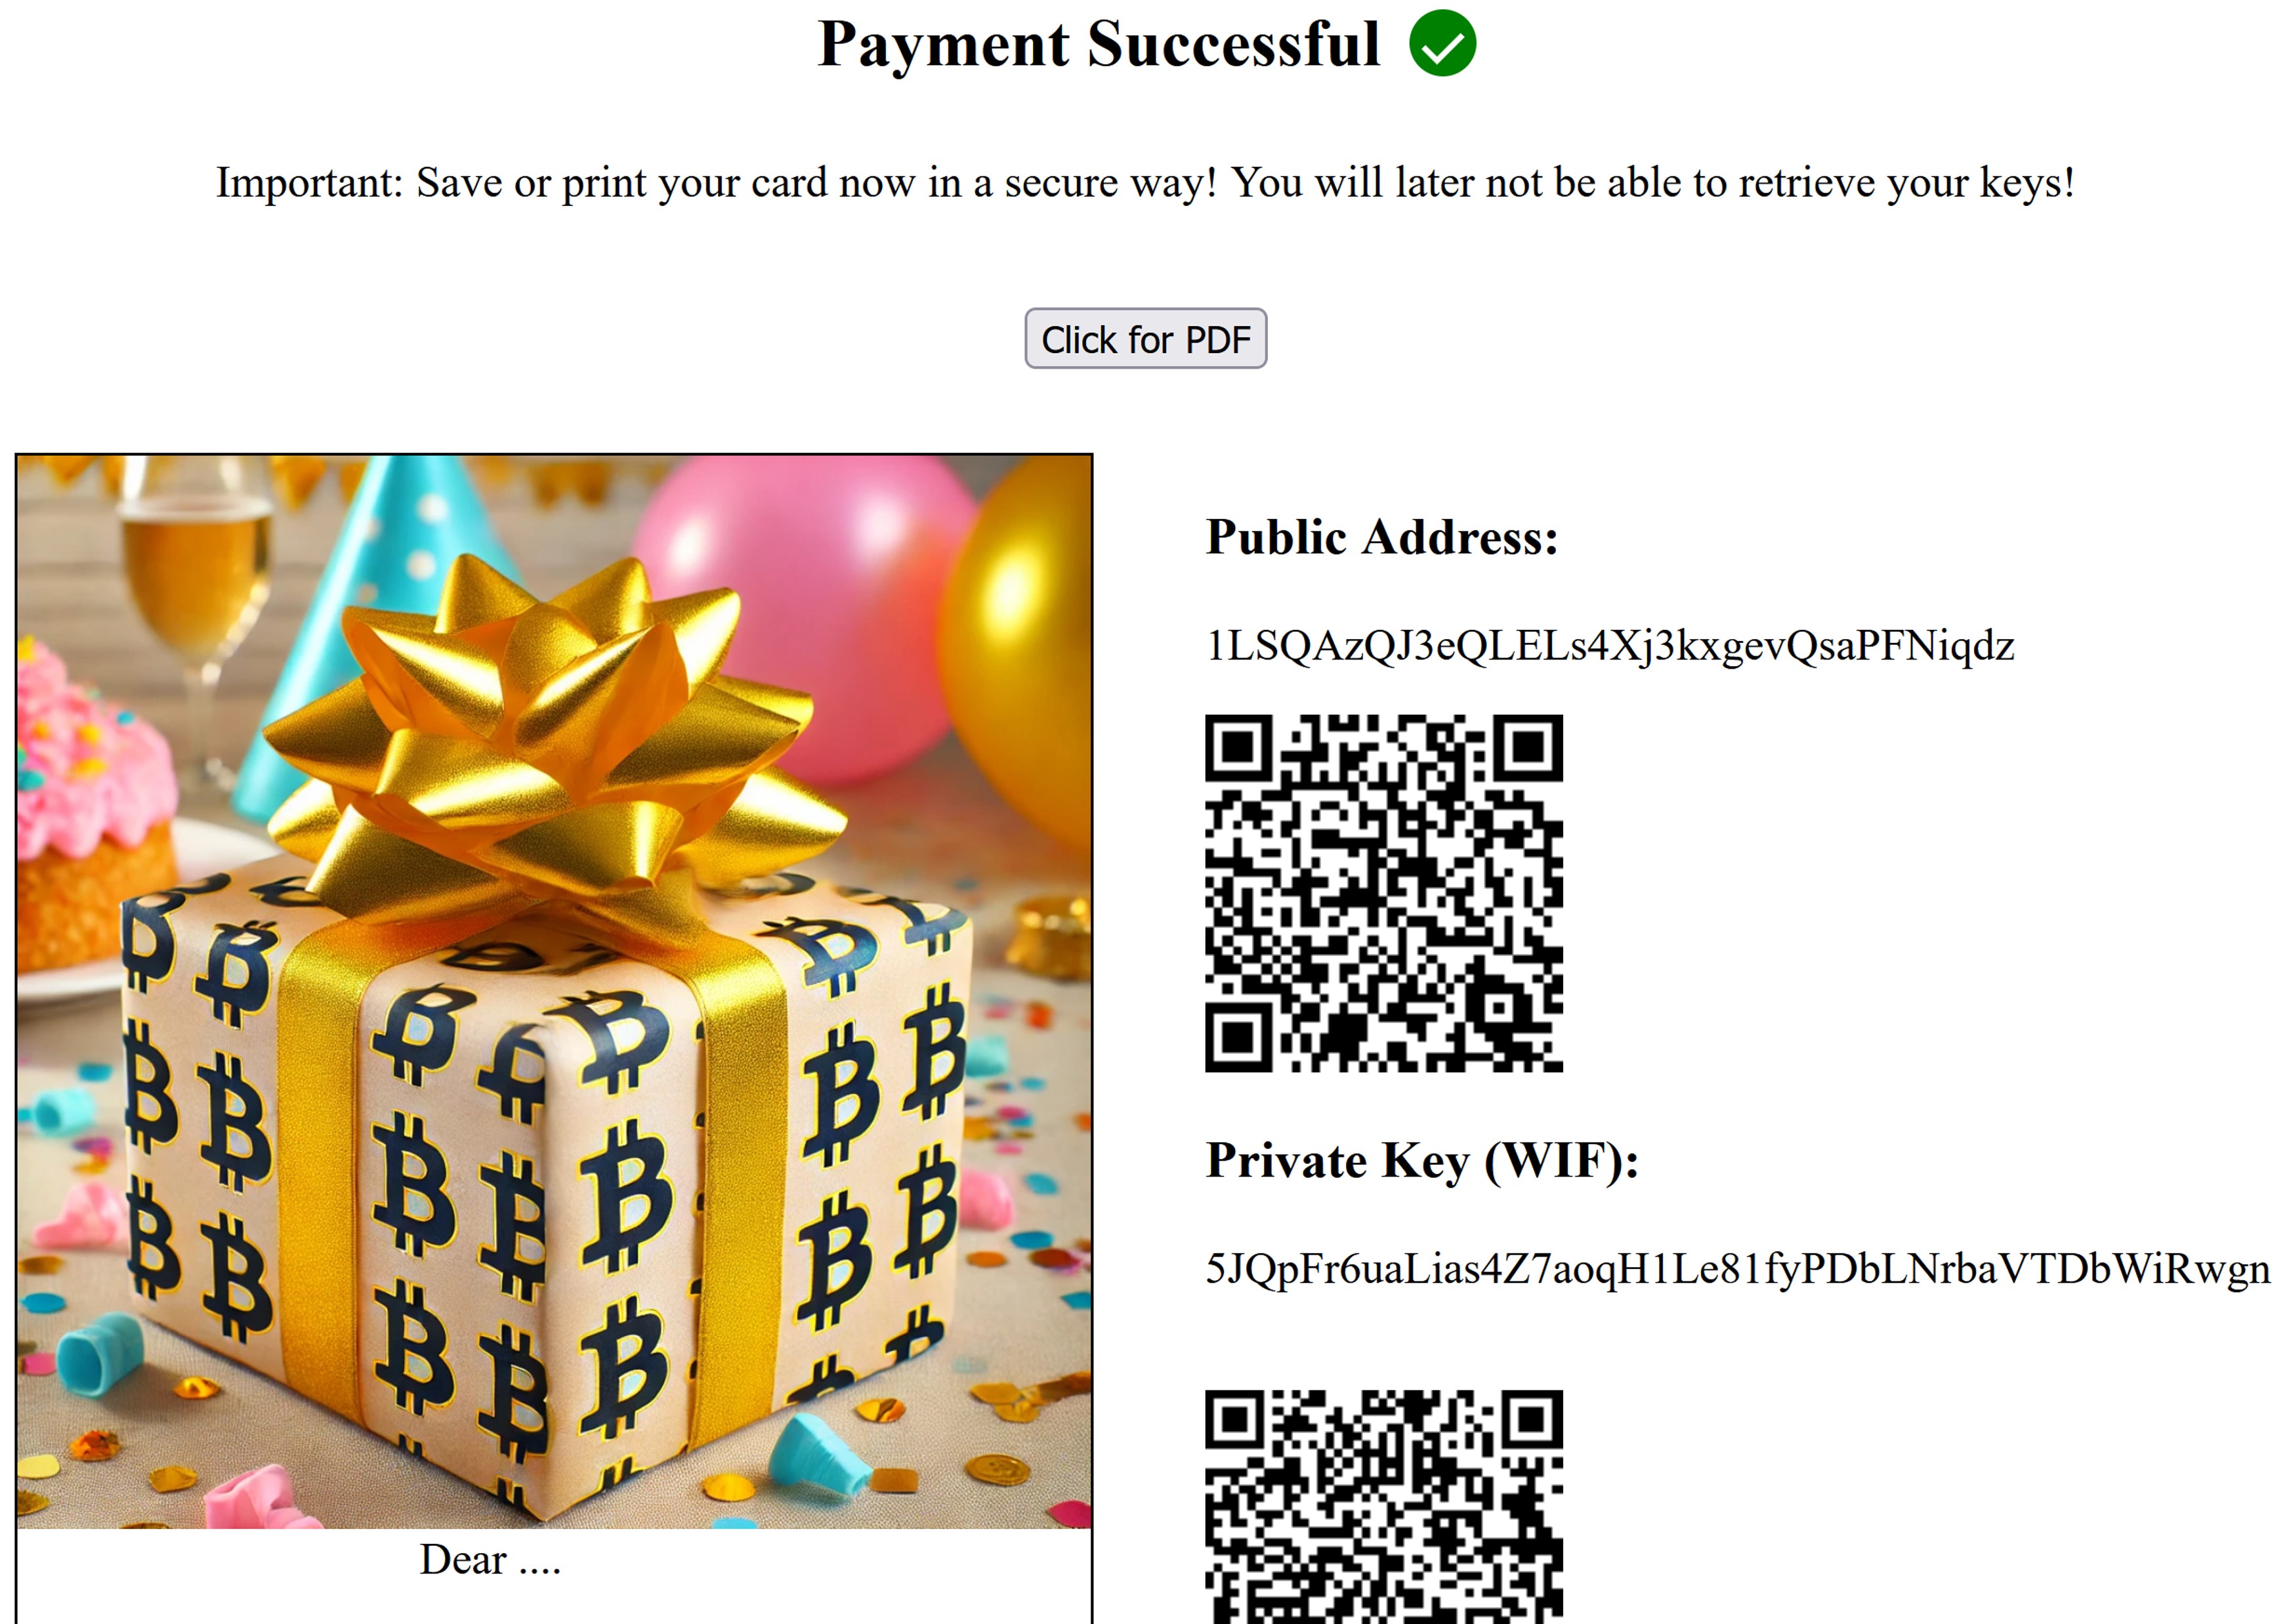 Payment Successful
Important: Save or print your card now in a secure way! You will later not be able to retrieve your keys!
Click for PDF
Public Address:
1LSQAzQJ3eQLELs4Xj3kxgevQsaPFNiqdz
Private Key (WIF):
5JQpFr6uaLias4Z7aoqH1Le81fyPDbLNrbaVTDbWiRwgn
Dear ....